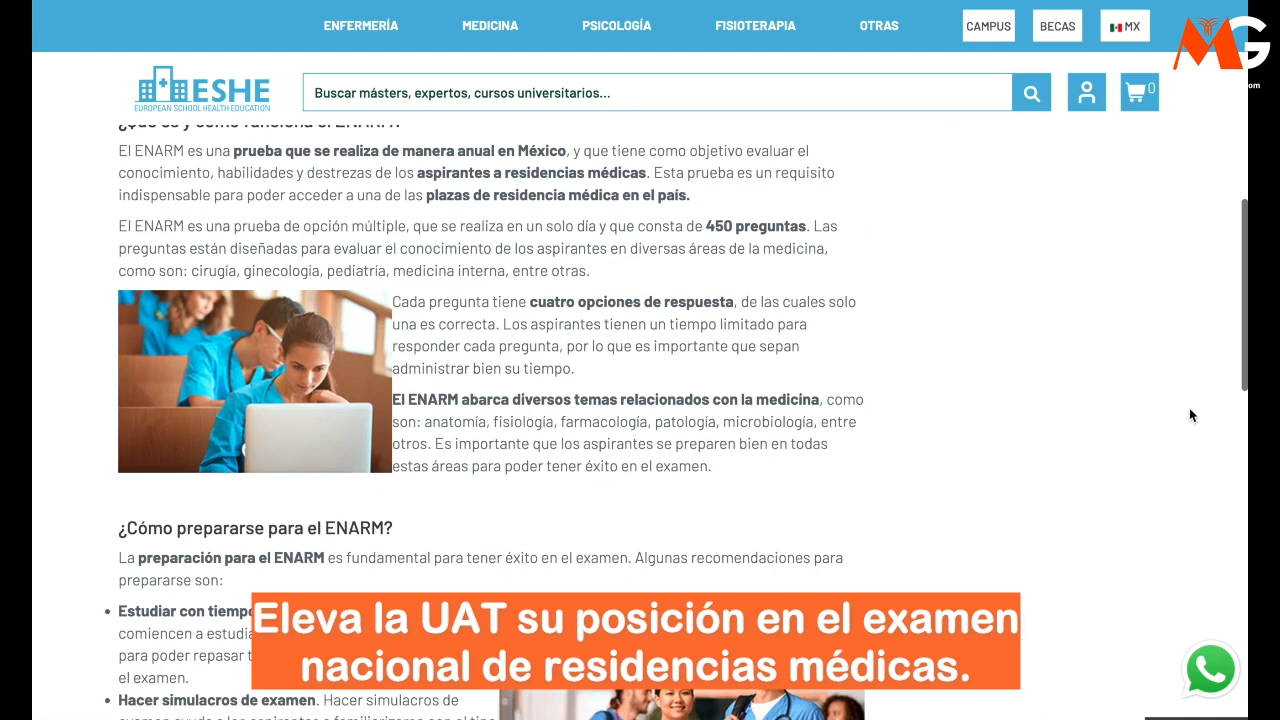 ENFERMERÍA MEDICINA PSICOLOGÍA FISIOTERAPIA OTRAS CAMPUS BECAS MX
MG
om
ESHE
EUROPEAN SCHOOL HEALTH EDUCATION
Buscar másters, expertos, cursos universitarios...
0
¿Qué es y cómo funciona el ENARM?
El ENARM es una prueba que se realiza de manera anual en México, y que tiene como objetivo evaluar el
conocimiento, habilidades y destrezas de los aspirantes a residencias médicas. Esta prueba es un requisito
indispensable para poder acceder a una de las plazas de residencia médica en el país.
El ENARM es una prueba de opción múltiple, que se realiza en un solo día y que consta de 450 preguntas. Las
preguntas están diseñadas para evaluar el conocimiento de los aspirantes en diversas áreas de la medicina,
como son: cirugía, ginecología, pediatría, medicina interna, entre otras.
Cada pregunta tiene cuatro opciones de respuesta, de las cuales solo
una es correcta. Los aspirantes tienen un tiempo limitado para
responder cada pregunta, por lo que es importante que sepan
administrar bien su tiempo.
El ENARM abarca diversos temas relacionados con la medicina, como
son: anatomía, fisiología, farmacología, patología, microbiología, entre
otros. Es importante que los aspirantes se preparen bien en todas
estas áreas para poder tener éxito en el examen.
¿Cómo prepararse para el ENARM?
La preparación para el ENARM es fundamental para tener éxito en el examen. Algunas recomendaciones para
prepararse son:
Estudiar con tiempo
comiencen a estudia
para poder repasar t
el examen.
Hacer simulacros de examen. Hacer simulacros de
Eleva la UAT su posición en el examen
nacional de residencias médicas.